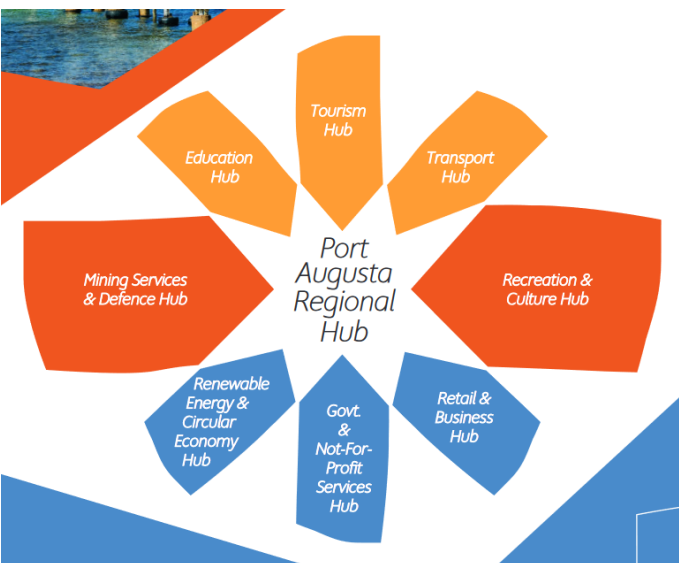 Tourism
Hub
Education
Hub
Transport
Hub
Port
Augusta
Regional
Hub
Mining Services
& Defence Hub
Recreation &
Culture Hub
Renewable
Energy &
Circular
Economy
Hub
Govt.
&
Not-For-
Profit
Services
Hub
Retail &
Business
Hub